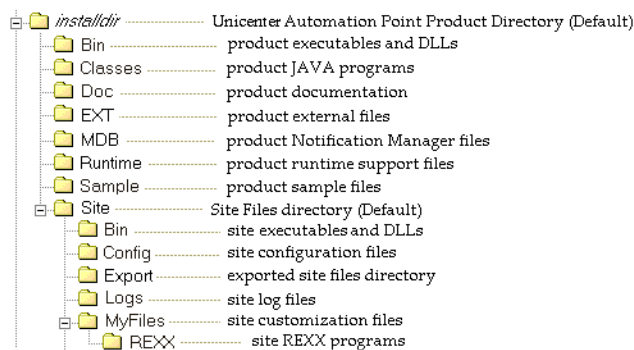 installdir Unicenter Automation Point Product Directory (Default)
Bin product executables and DLLs
Classes product JAVA programs
Doc product documentation
EXT product external files
MDB product Notification Manager files
Runtime product runtime support files
Sample product sample files
Site Site Files directory (Default)
Bin site executables and DLLs
Config site configuration files
Export exported site files directory
Logs site log files
MyFiles site customization files
REXX site REXX programs